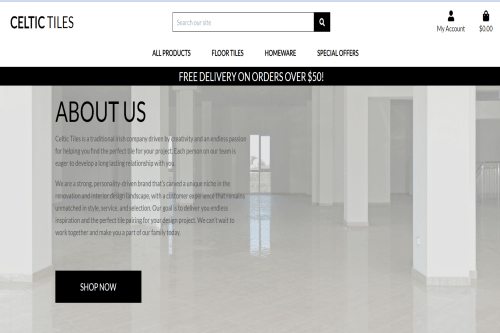 CELTIC TILES
Search our site
My Account
$0.00
ALL PRODUCTS FLOOR TILES HOMEWARE SPECIAL OFFERS
FREE DELIVERY ON ORDERS OVER $50!
ABOUT US
Celtic Tiles is a traditional irish company driven by creativity and an endless passion
for helping you find the perfect tile for your project. Each person on our team is
eager to develop a long lasting relationship with you.
We are a strong, personality-driven brand that's carved a unique niche in the
renovation and interior design landscape, with a customer experience that remains
unmatched in style, service, and selection. Our goal is to deliver you endless
inspiration and the perfect tile pairing for your design project. We can't wait to
work together and make you a part of our family today.
SHOP NOW